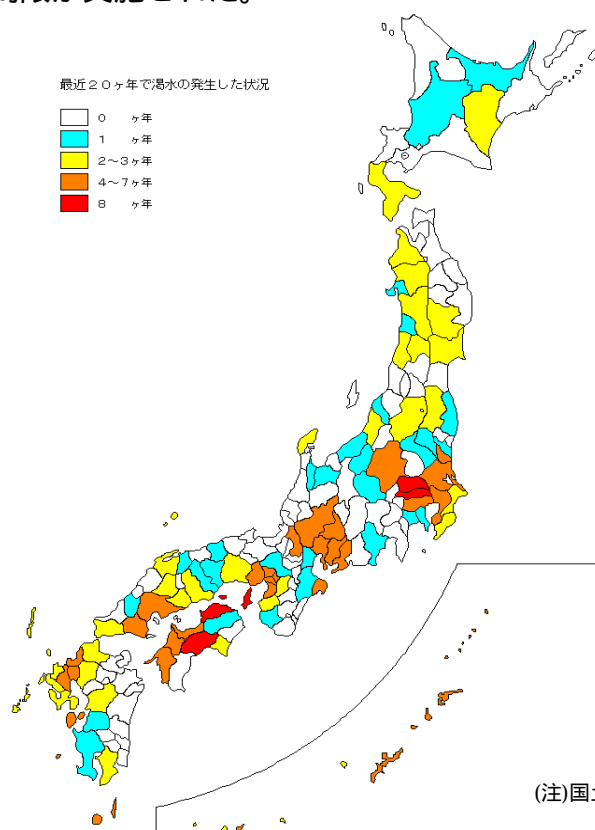 最近２０ヶ年で渇水の発生した状況
０　ヶ年
１　ヶ年
２～３ヶ年
４～７ヶ年
８　ヶ年
(注)国